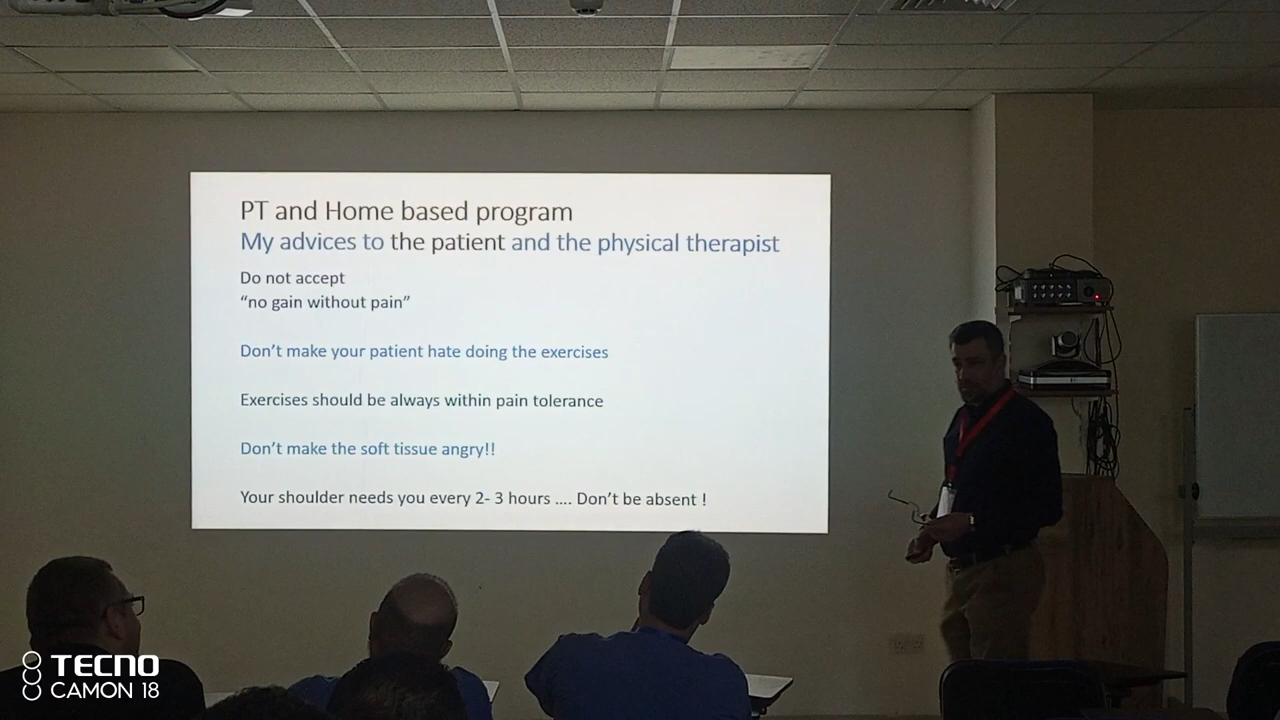 PT and Home based program
My advices to the patient and the physical therapist
Do not accept
“no gain without pain”
Don’t make your patient hate doing the exercises
Exercises should be always within pain tolerance
Don’t make the soft tissue angry!!
Your shoulder needs you every 2- 3 hours .... Don’t be absent !
TECNO
CAMON 18